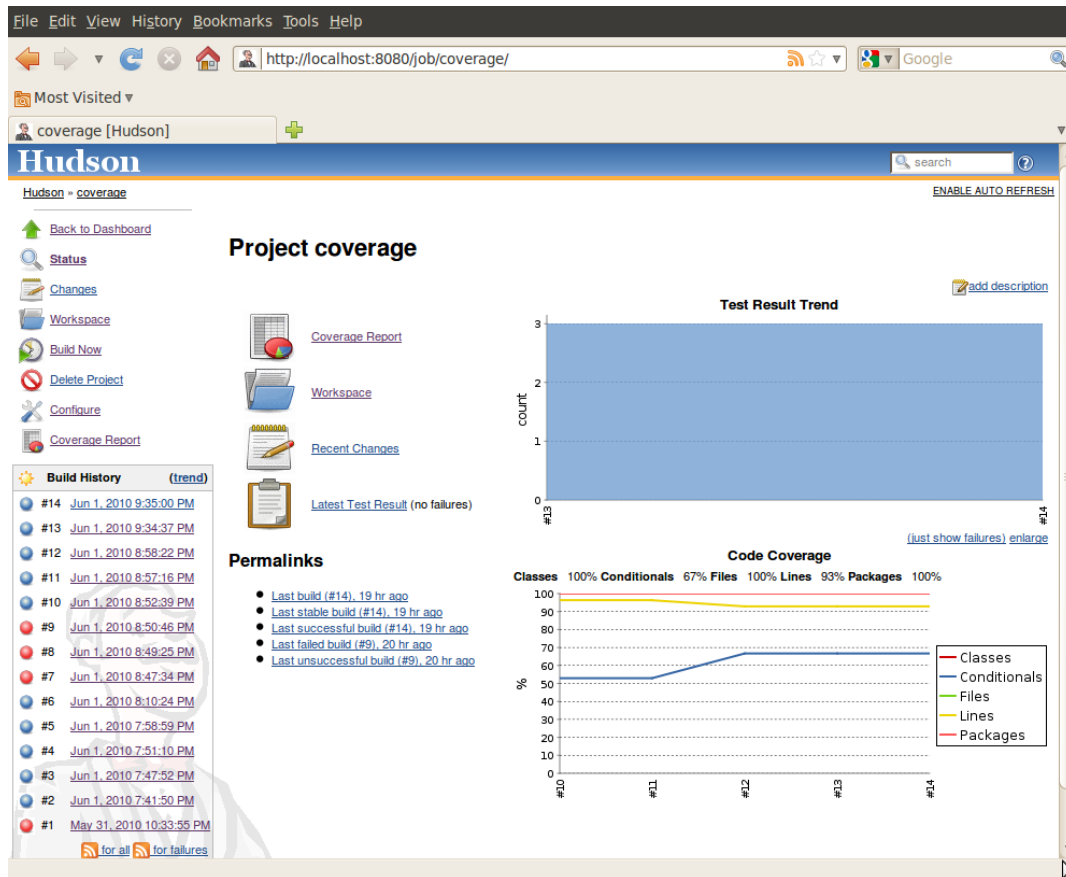 File Edit View History Bookmarks Tools Help
http://localhost:8080/job/coverage/
Google
Most Visited
coverage [Hudson]
Hudson
search
Hudson » coverage
ENABLE AUTO REFRESH
Back to Dashboard
Status
Changes
Workspace
Build Now
Delete Project
Configure
Coverage Report
Build History (trend)
#14 Jun 1, 2010 9:35:00 PM
#13 Jun 1, 2010 9:34:37 PM
#12 Jun 1, 2010 8:58:22 PM
#11 Jun 1, 2010 8:57:16 PM
#10 Jun 1, 2010 8:52:39 PM
#9 Jun 1, 2010 8:50:46 PM
#8 Jun 1, 2010 8:49:25 PM
#7 Jun 1, 2010 8:47:34 PM
#6 Jun 1, 2010 8:10:24 PM
#5 Jun 1, 2010 7:58:59 PM
#4 Jun 1, 2010 7:51:10 PM
#3 Jun 1, 2010 7:47:52 PM
#2 Jun 1, 2010 7:41:50 PM
#1 May 31, 2010 10:33:55 PM
for all for failures
Project coverage
add description
Coverage Report
Workspace
Recent Changes
Latest Test Result (no failures)
Permalinks
Last build (#14), 19 hr ago
Last stable build (#14), 19 hr ago
Last successful build (#14), 19 hr ago
Last failed build (#9), 20 hr ago
Last unsuccessful build (#9), 20 hr ago
Test Result Trend
count
3
2
1
0
#13 #14
(just show failures) enlarge
Code Coverage
Classes 100% Conditionals 67% Files 100% Lines 93% Packages 100%
%
100
90
80
70
60
50
40
30
20
10
0
#10 #11 #12 #13 #14
Classes
Conditionals
Files
Lines
Packages